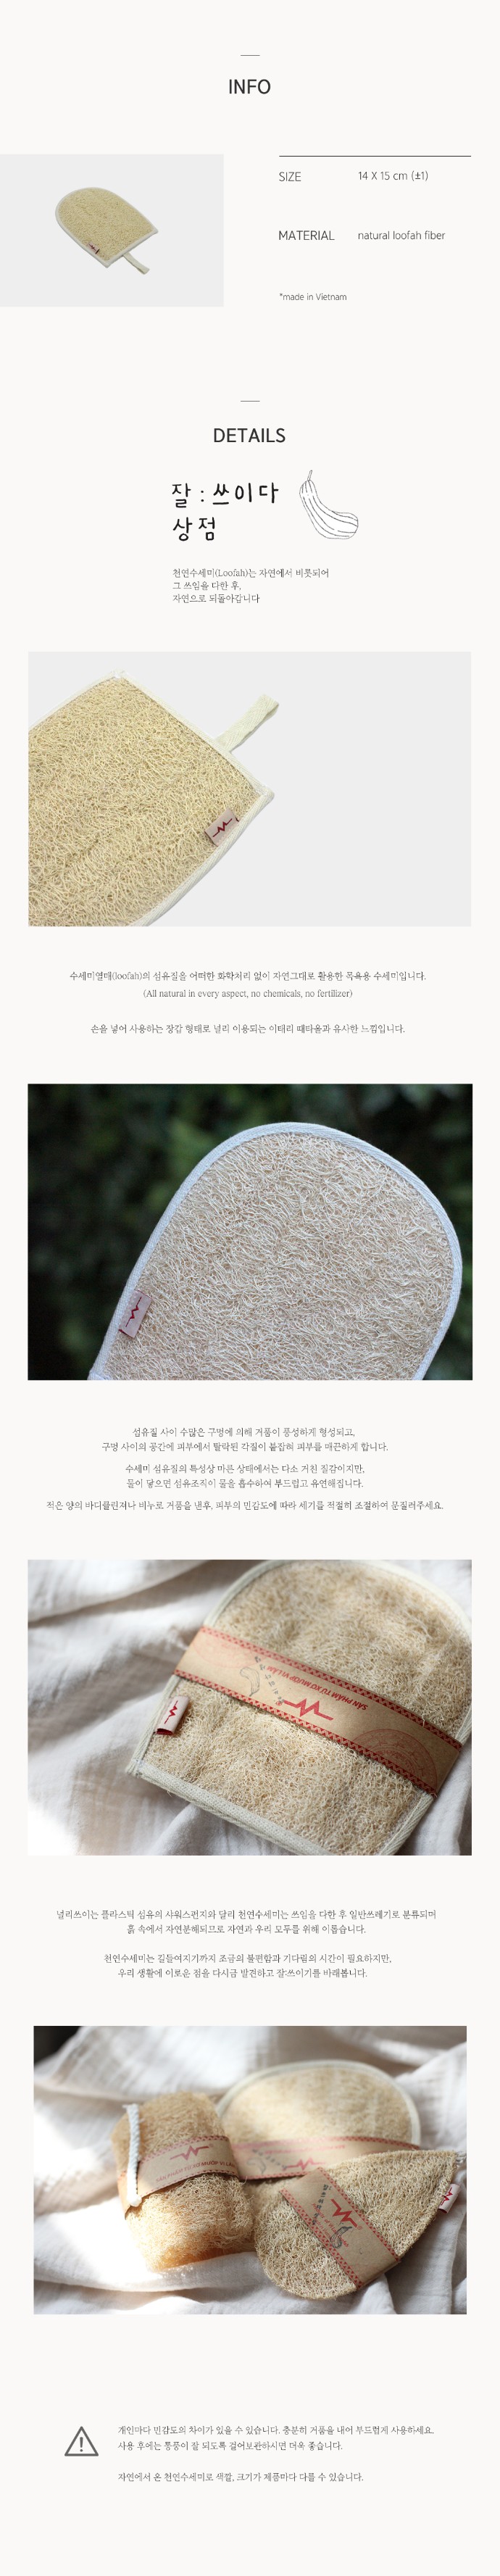 INFO
SIZE 14 X 15 cm (±1)
MATERIAL natural loofah fiber
*made in Vietnam
DETAILS
잘 : 쓰이다
상점
천연수세미(Loofah)는 자연에서 비롯되어
그 쓰임을 다한 후,
자연으로 되돌아갑니다
수세미열매(loofah)의 섬유질을 어떠한 화학처리 없이 자연그대로 활용한 목욕용 수세미입니다.
(All natural in every aspect, no chemicals, no fertilizer)
손을 넣어 사용하는 장갑 형태로 널리 이용되는 이태리 때타올과 유사한 느낌입니다.
섬유질 사이 수많은 구멍에 의해 거품이 풍성하게 형성되고,
구멍 사이의 공간에 피부에서 탈락된 각질이 붙잡혀 피부를 매끈하게 합니다.
수세미 섬유질의 특성상 마른 상태에서는 다소 거친 질감이지만,
물이 닿으면 섬유조직이 물을 흡수하여 부드럽고 유연해집니다.
적은 양의 바디클린저나 비누로 거품을 낸후, 피부의 민감도에 따라 세기를 적절히 조절하여 문질러주세요.
SẢN PHẨM TỪ XƠ MƯỚP
널리쓰이는 플라스틱 섬유의 샤워스펀지와 달리 천연수세미는 쓰임을 다한 후 일반쓰레기로 분류되며
흙 속에서 자연분해되므로 자연과 우리 모두를 위해 이롭습니다.
천연수세미는 길들여지기까지 조금의 불편함과 기다림의 시간이 필요하지만,
우리 생활에 이로운 점을 다시금 발견하고 잘:쓰이기를 바래봅니다.
개인마다 민감도의 차이가 있을 수 있습니다. 충분히 거품을 내어 부드럽게 사용하세요.
사용 후에는 통풍이 잘 되도록 걸어보관하시면 더욱 좋습니다.
자연에서 온 천연수세미로 색깔, 크기가 제품마다 다를 수 있습니다.